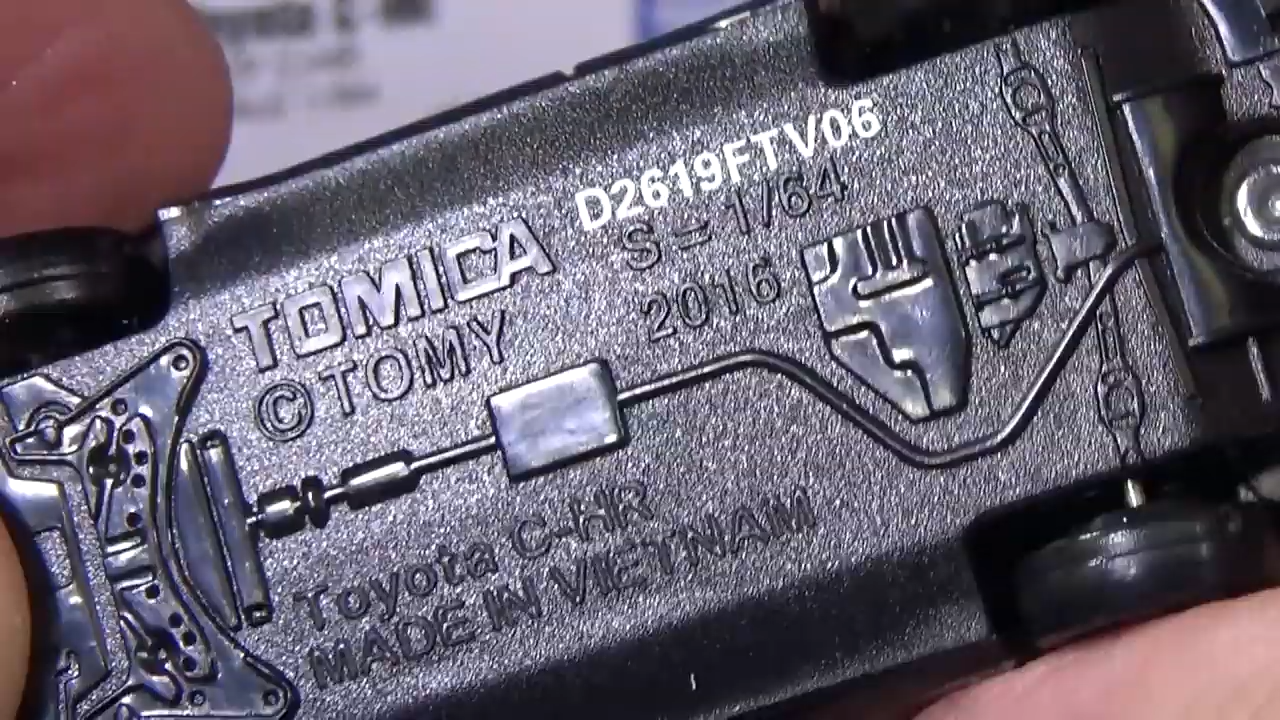 D2619FTV06
TOMICA S=1/64
©TOMY 2016
Toyota C-HR
MADE IN VIETNAM